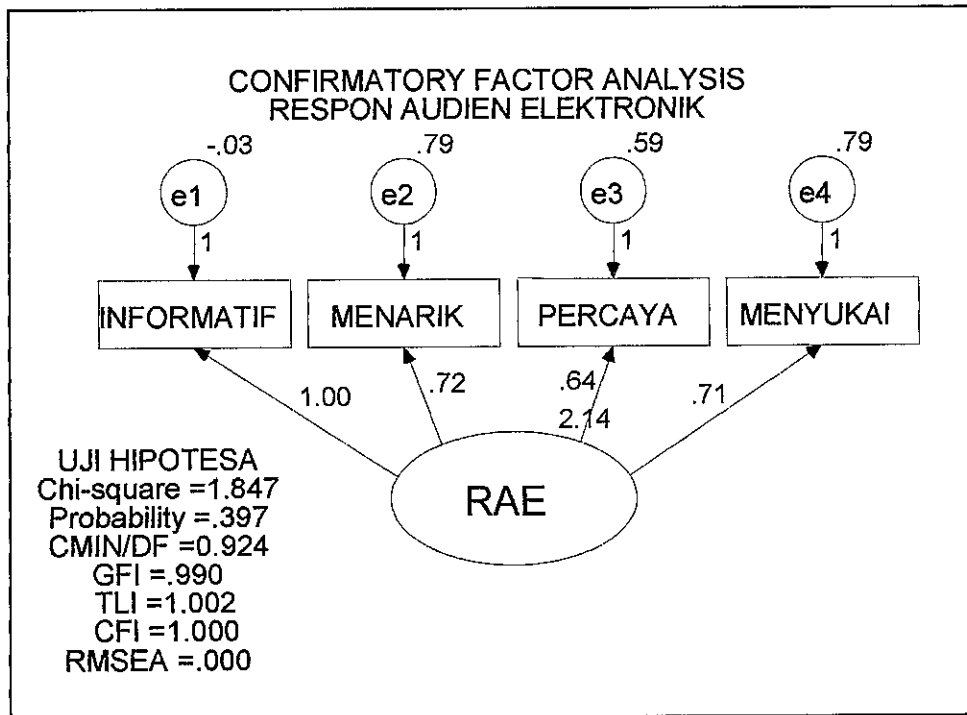 CONFIRMATORY FACTOR ANALYSIS
RESPON AUDIEN ELEKTRONIK
-.03 .79 .59 .79
e1 e2 e3 e4
1 1 1 1
INFORMATIF MENARIK PERCAYA MENYUKAI
1.00 .72 .64 .71
2.14
RAE
UJI HIPOTESA
Chi-square =1.847
Probability =.397
CMIN/DF =0.924
GFI =.990
TLI =1.002
CFI =1.000
RMSEA =.000